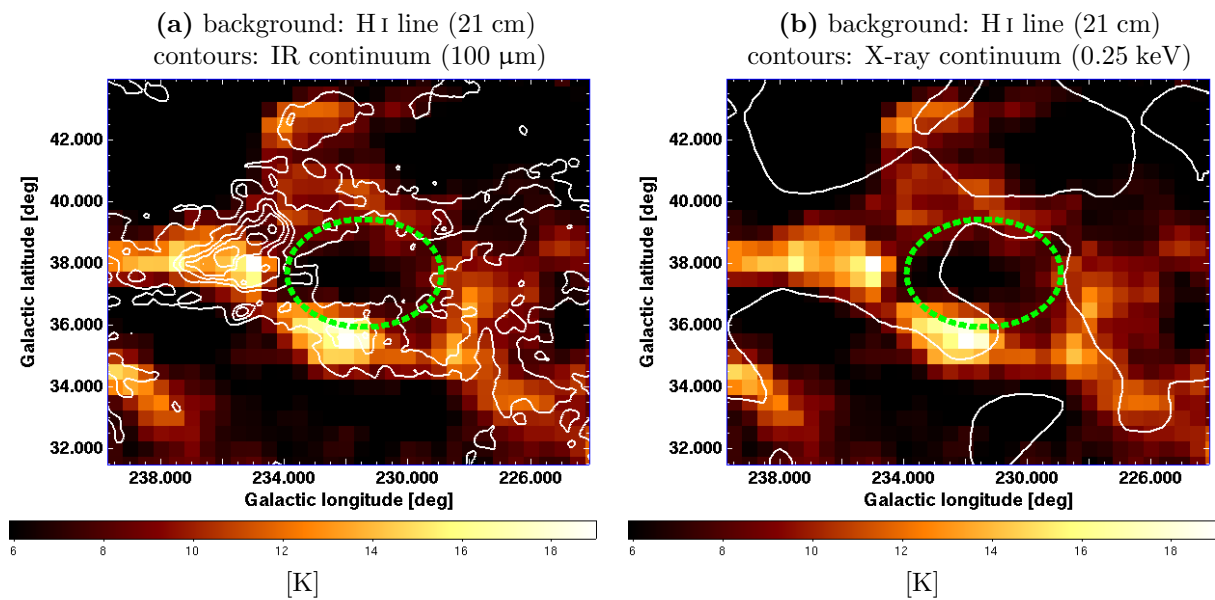 (a) background: H I line (21 cm)
contours: IR continuum (100 μm)
Galactic latitude [deg]
42.000
40.000
38.000
36.000
34.000
32.000
238.000 234.000 230.000 226.000
Galactic longitude [deg]
6 8 10 12 14 16 18
[K]
(b) background: H I line (21 cm)
contours: X-ray continuum (0.25 keV)
Galactic latitude [deg]
42.000
40.000
38.000
36.000
34.000
32.000
238.000 234.000 230.000 226.000
Galactic longitude [deg]
6 8 10 12 14 16 18
[K]